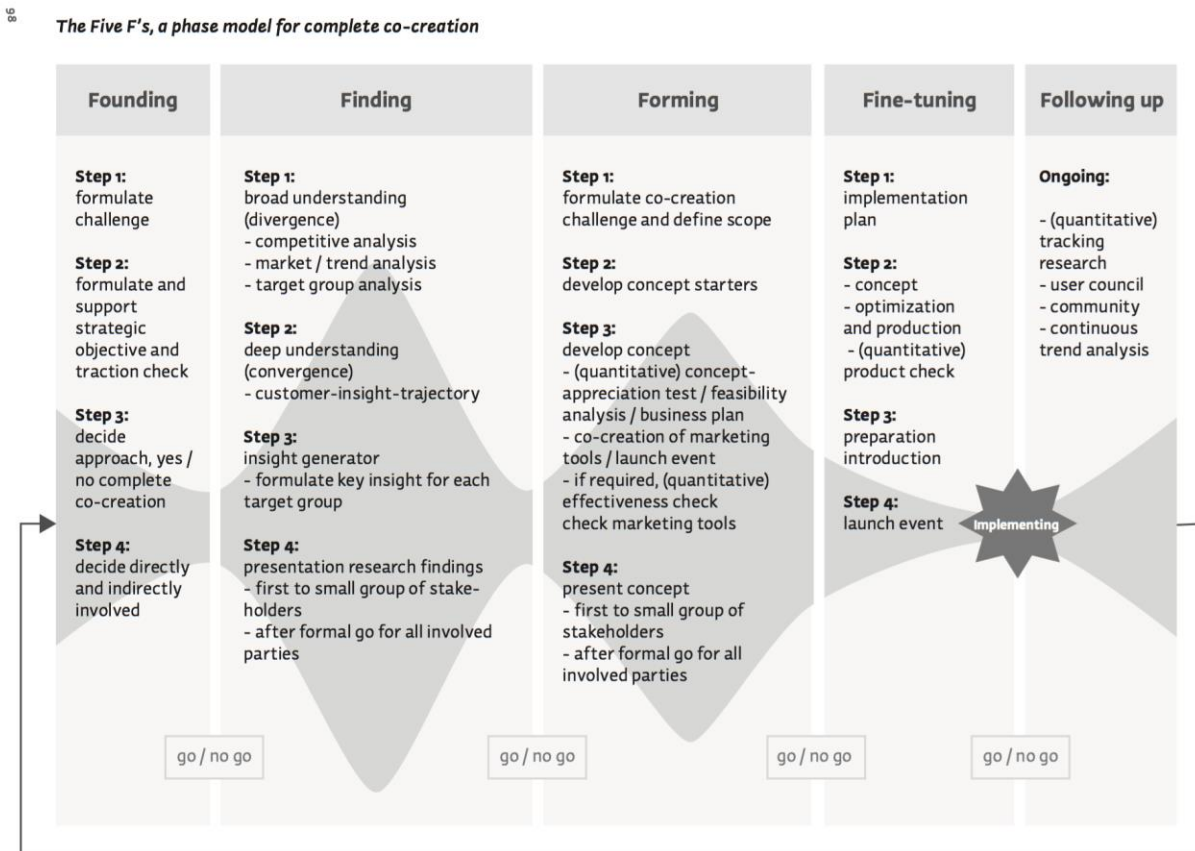 98
The Five F's, a phase model for complete co-creation
Founding
Step 1:
formulate
challenge
Step 2:
formulate and
support
strategic
objective and
traction check
Step 3:
decide
approach, yes /
no complete
co-creation
Step 4:
decide directly
and indirectly
involved
Finding
Step 1:
broad understanding
(divergence)
- competitive analysis
- market / trend analysis
- target group analysis
Step 2:
deep understanding
(convergence)
- customer-insight-trajectory
Step 3:
insight generator
- formulate key insight for each
target group
Step 4:
presentation research findings
- first to small group of stake-
holders
- after formal go for all involved
parties
Forming
Step 1:
formulate co-creation
challenge and define scope
Step 2:
develop concept starters
Step 3:
develop concept
- (quantitative) concept-
appreciation test / feasibility
analysis / business plan
- co-creation of marketing
tools / launch event
- if required, (quantitative)
effectiveness check
check marketing tools
Step 4:
present concept
- first to small group of
stakeholders
- after formal go for all
involved parties
Fine-tuning
Step 1:
implementation
plan
Step 2:
- concept
- optimization
and production
- (quantitative)
product check
Step 3:
preparation
introduction
Step 4:
launch event
Implementing
Following up
Ongoing:
- (quantitative)
tracking
research
- user council
- community
- continuous
trend analysis
go / no go
go / no go
go / no go
go / no go